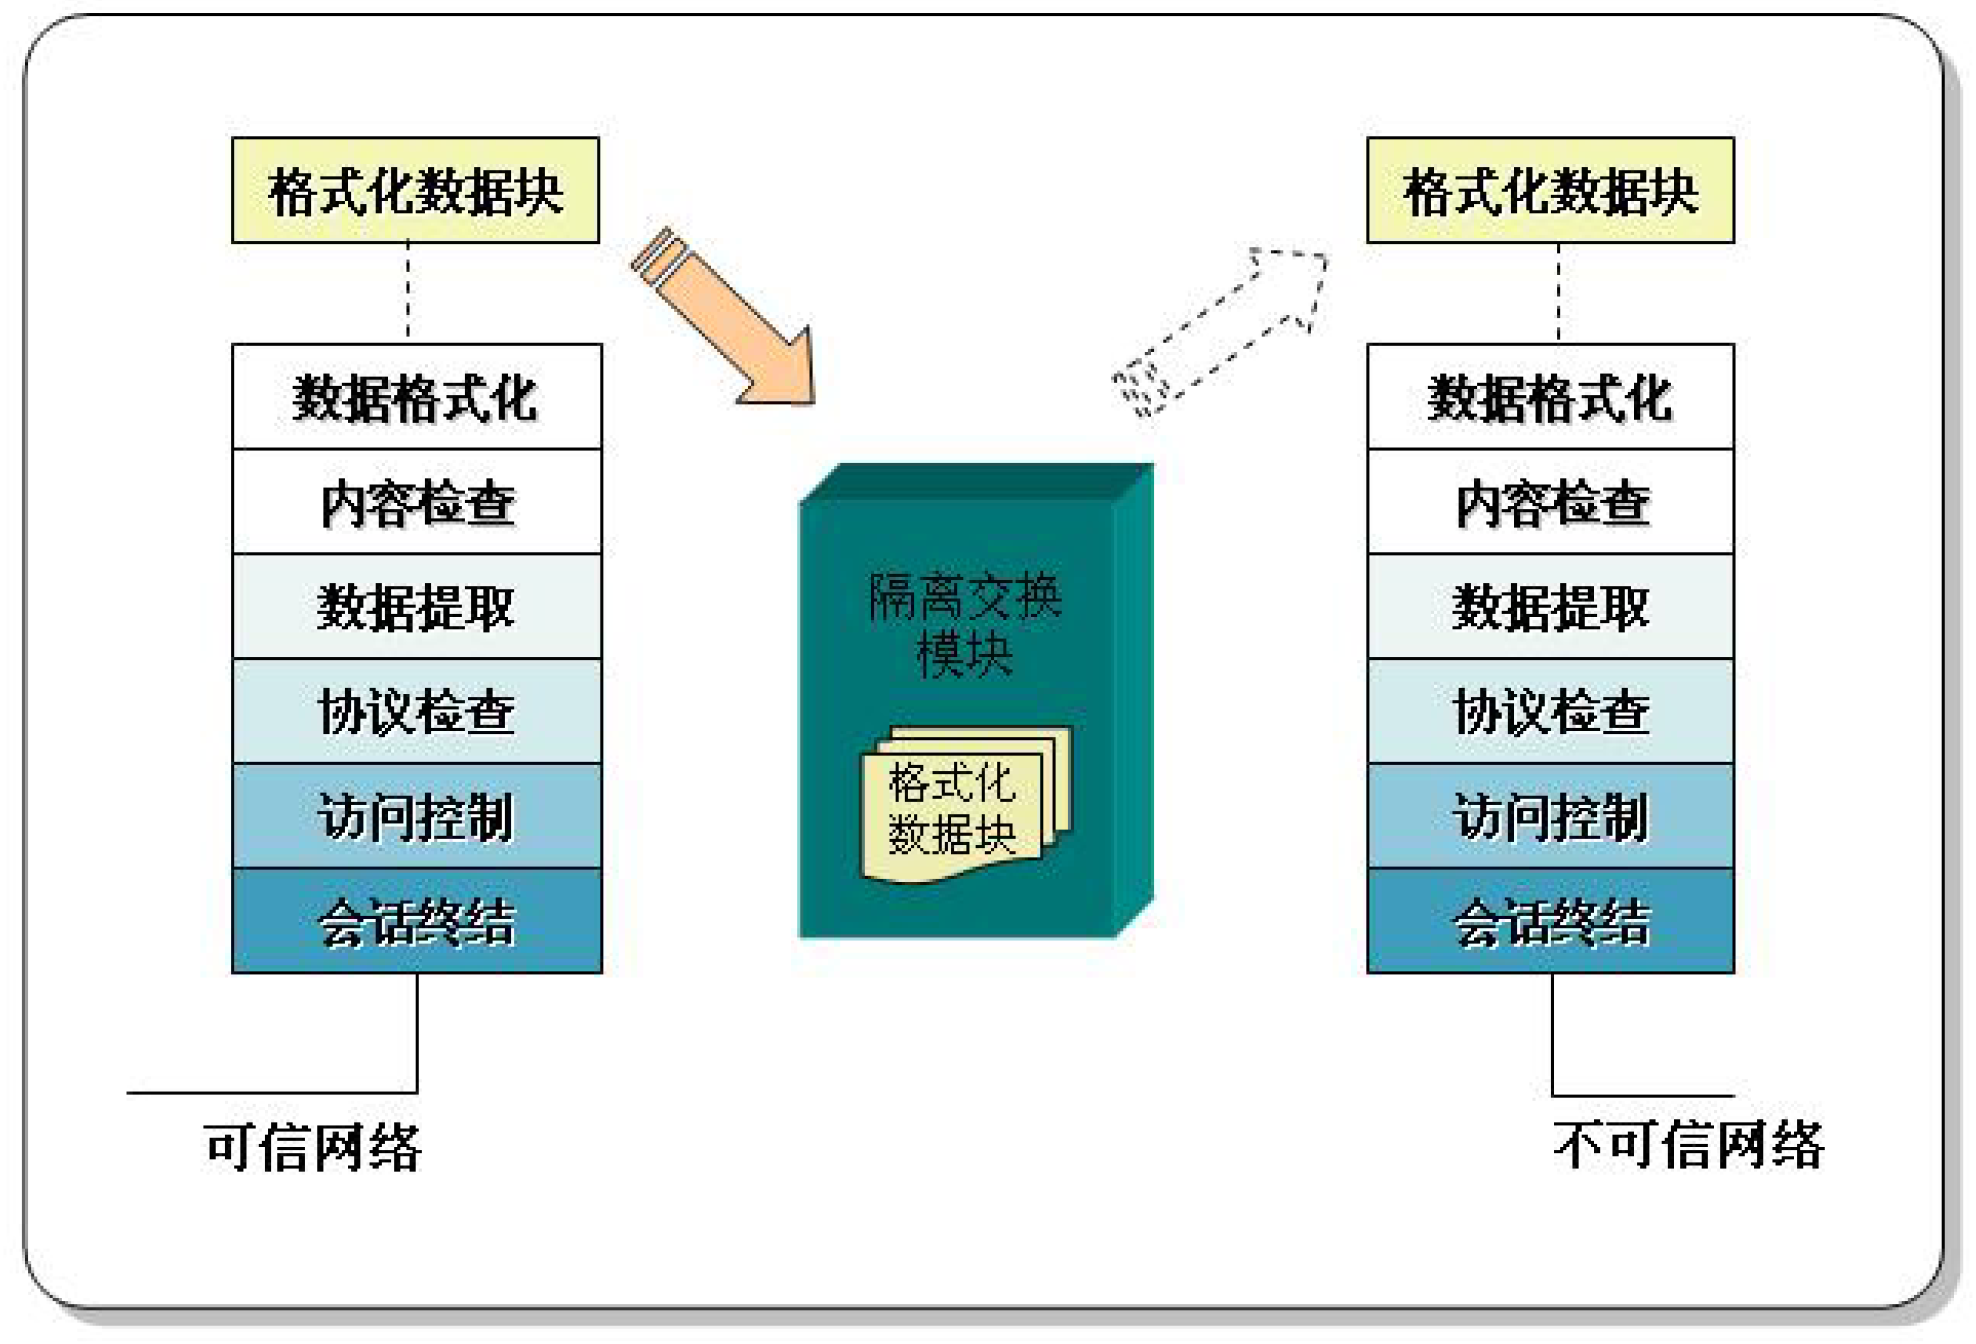 格式化数据块
数据格式化
内容检查
数据提取
协议检查
访问控制
会话终结
可信网络
隔离交换
模块
格式化
数据块
格式化数据块
数据格式化
内容检查
数据提取
协议检查
访问控制
会话终结
不可信网络